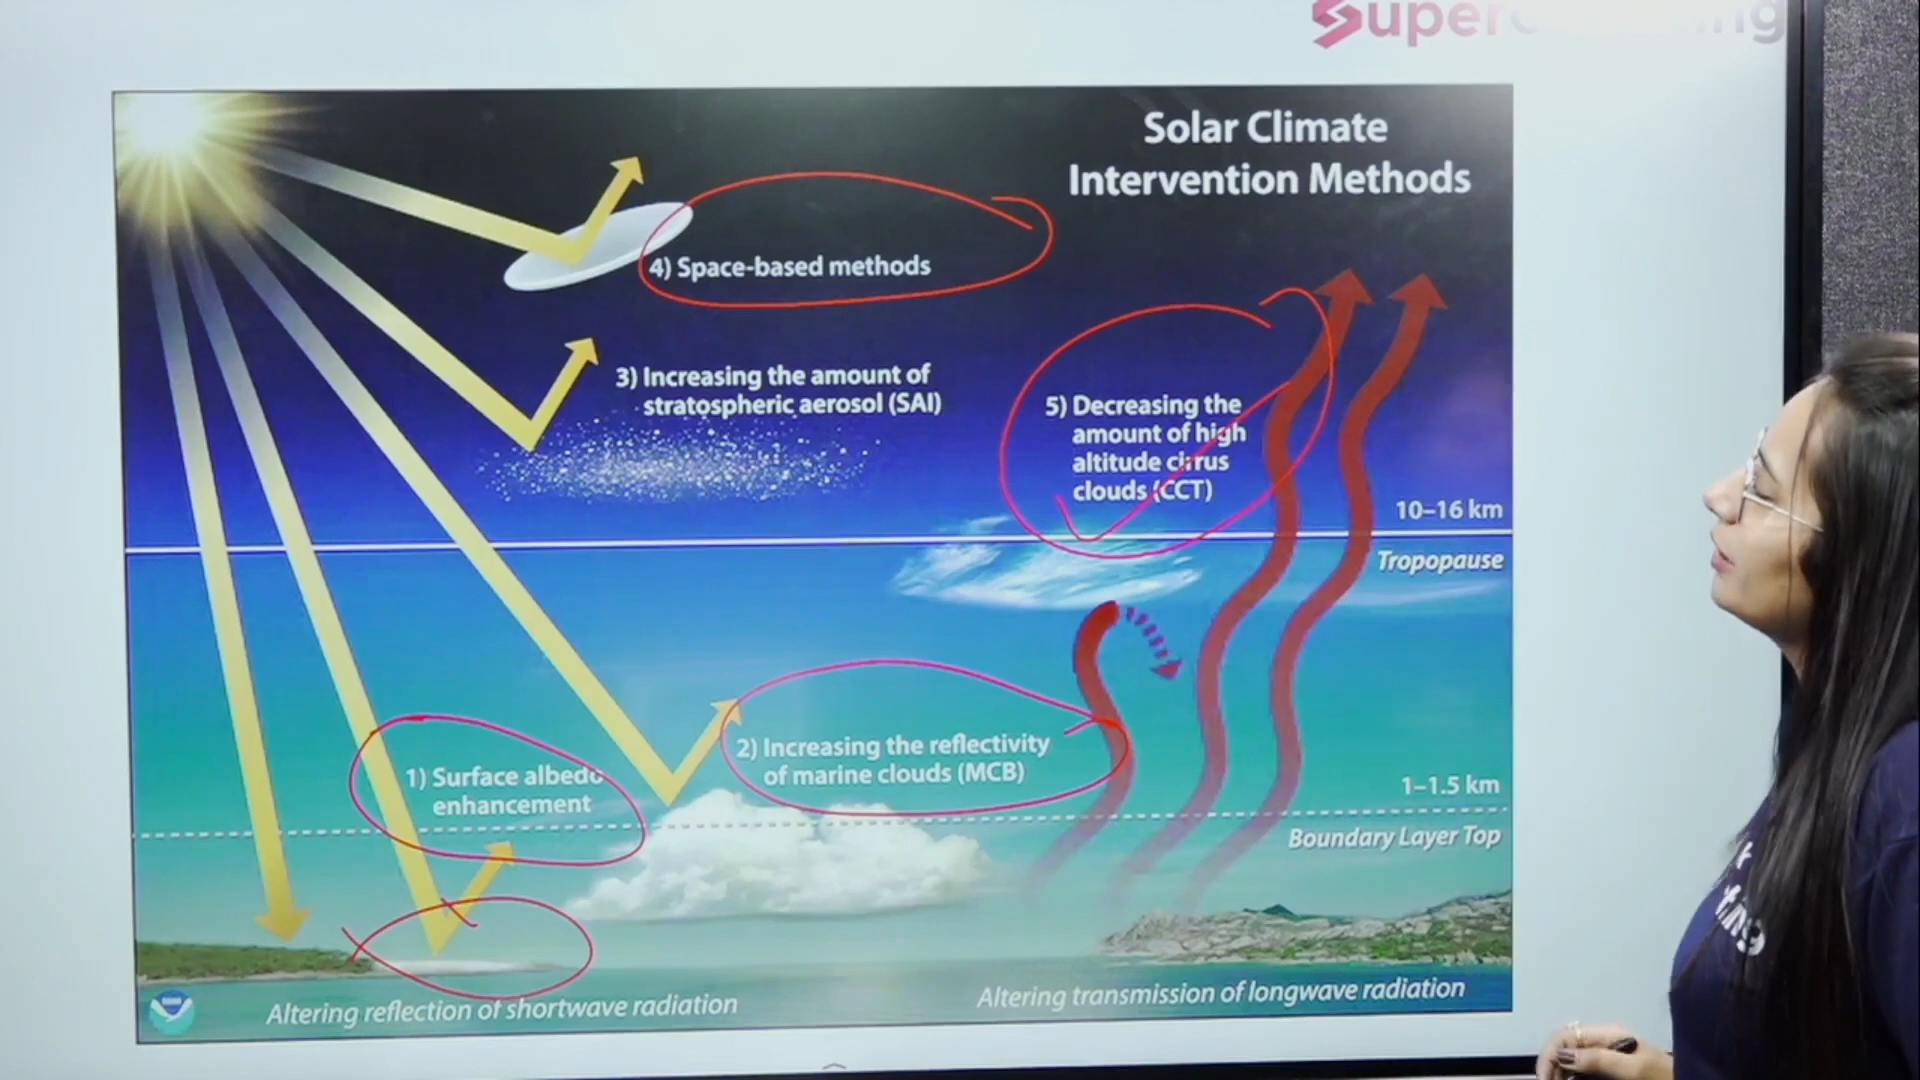 Solar Climate
Intervention Methods
4) Space-based methods
3) Increasing the amount of
stratospheric aerosol (SAI)
5) Decreasing the
amount of high
altitude cirrus
clouds (CCT)
10–16 km
Tropopause
2) Increasing the reflectivity
of marine clouds (MCB)
1) Surface albedo
enhancement
1–1.5 km
Boundary Layer Top
Altering reflection of shortwave radiation
Altering transmission of longwave radiation